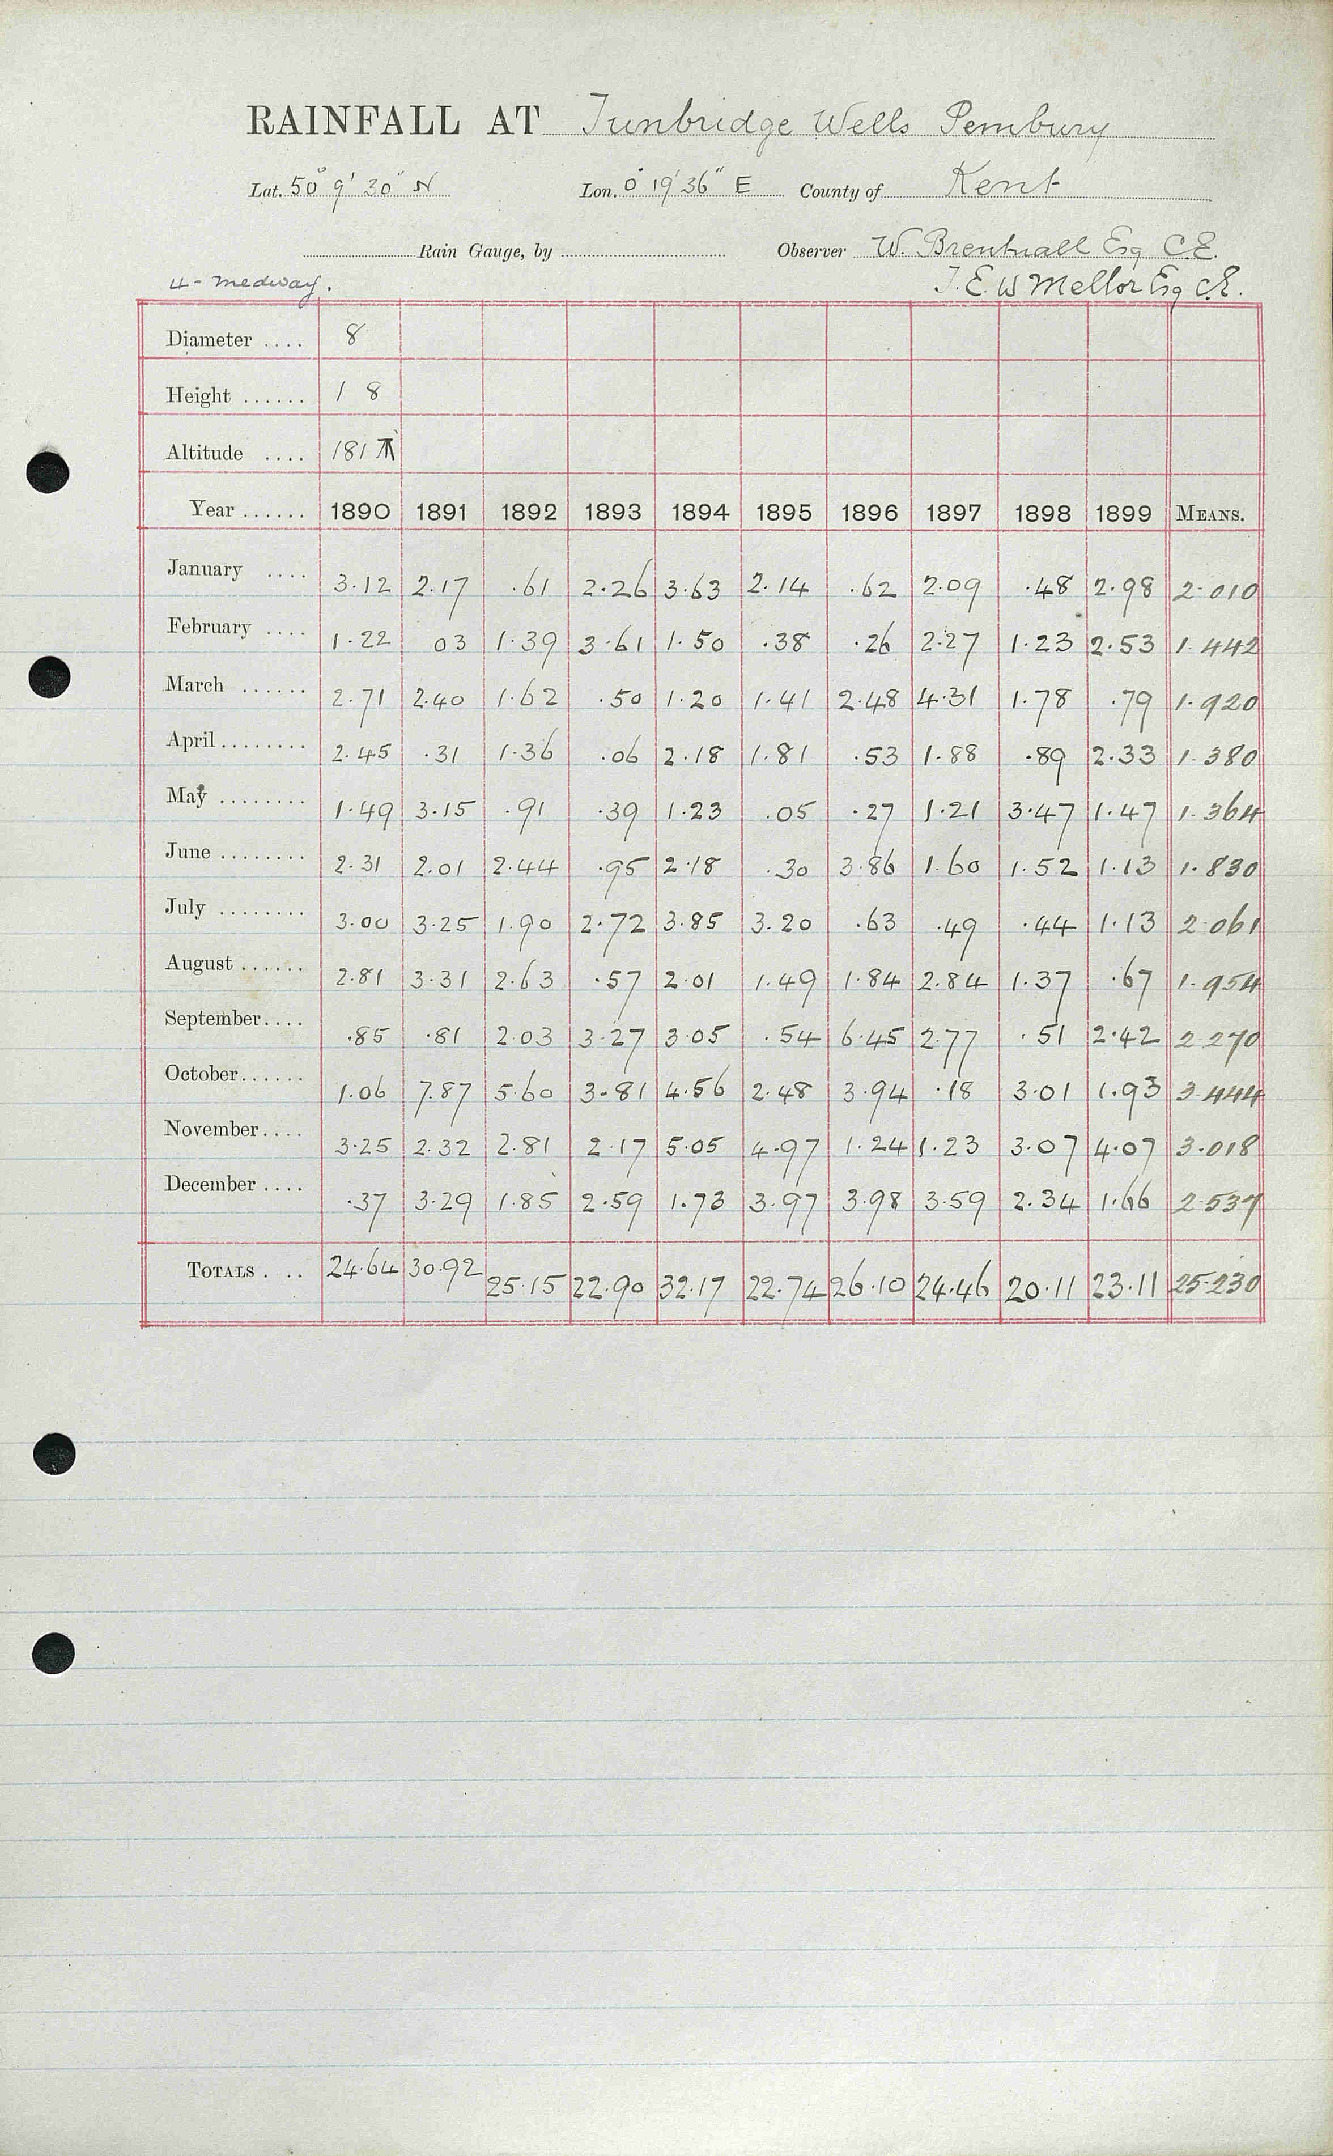 RAINFALL AT Tunbridge Wells Pembury
Lat. 50° 9' 30" N Lon. 0° 19' 36" E County of Kent
Rain Gauge, by Observer W. Brentnall Esq C.E.
4 - Medway. J. E. W Mellor Esq C.E.
Diameter .... 8
Height ...... 1 8
Altitude .... 181
Year ...... 1890 1891 1892 1893 1894 1895 1896 1897 1898 1899 MEANS.
January .... 3.12 2.17 .61 2.26 3.63 2.14 .62 2.09 .48 2.98 2.010
February .... 1.22 03 1.39 3.61 1.50 .38 .26 2.27 1.23 2.53 1.442
March ...... 2.71 2.40 1.62 .50 1.20 1.41 2.48 4.31 1.78 .79 1.920
April ........ 2.45 .31 1.36 .06 2.18 1.81 .53 1.88 .89 2.33 1.380
May ........ 1.49 3.15 .91 .39 1.23 .05 .27 1.21 3.47 1.47 1.364
June ........ 2.31 2.01 2.44 .95 2.18 .30 3.86 1.60 1.52 1.13 1.830
July ........ 3.00 3.25 1.90 2.72 3.85 3.20 .63 .49 .44 1.13 2.061
August ...... 2.81 3.31 2.63 .57 2.01 1.49 1.84 2.84 1.37 .67 1.954
September .... .85 .81 2.03 3.27 3.05 .54 6.45 2.77 .51 2.42 2.270
October ...... 1.06 7.87 5.60 3.81 4.56 2.48 3.94 .18 3.01 1.93 3.444
November .... 3.25 2.32 2.81 2.17 5.05 4.97 1.24 1.23 3.07 4.07 3.018
December .... .37 3.29 1.85 2.59 1.73 3.97 3.98 3.59 2.34 1.66 2.537
TOTALS . .. 24.64 30.92 25.15 22.90 32.17 22.74 26.10 24.46 20.11 23.11 25.230